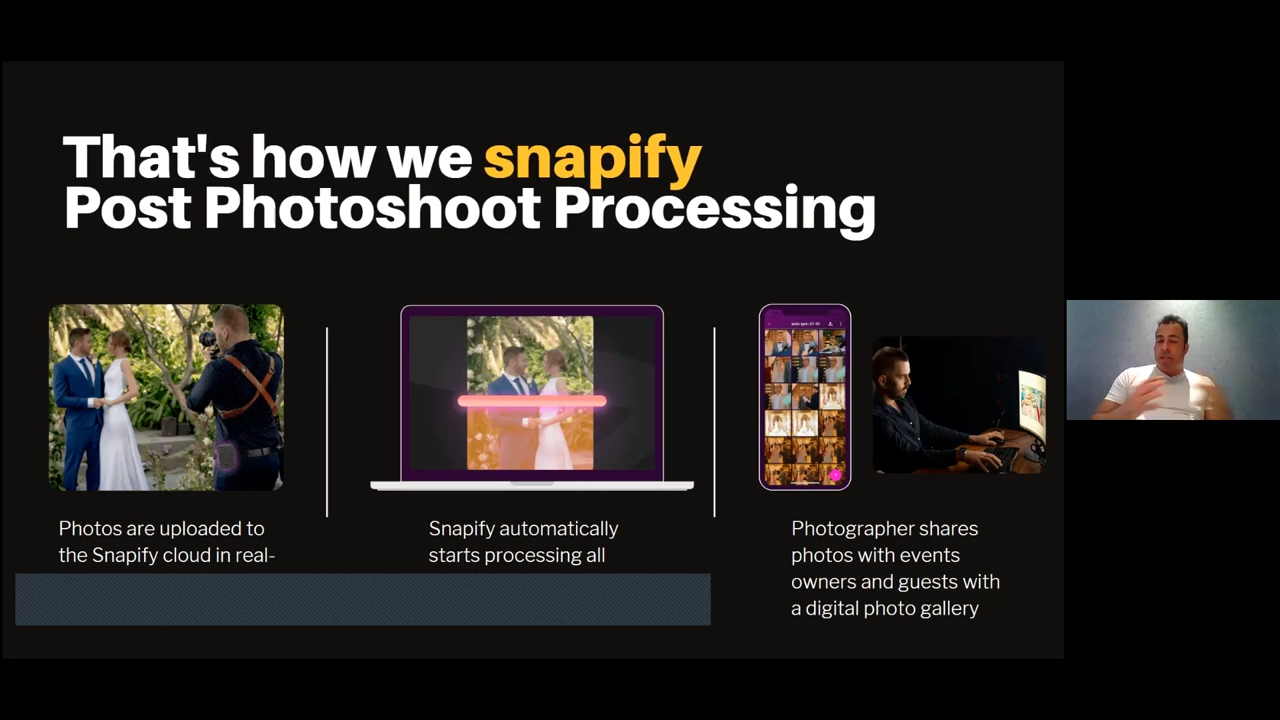 That's how we snapify
Post Photoshoot Processing
Photos are uploaded to
the Snapify cloud in real-
Snapify automatically
starts processing all
Photographer shares
photos with events
owners and guests with
a digital photo gallery